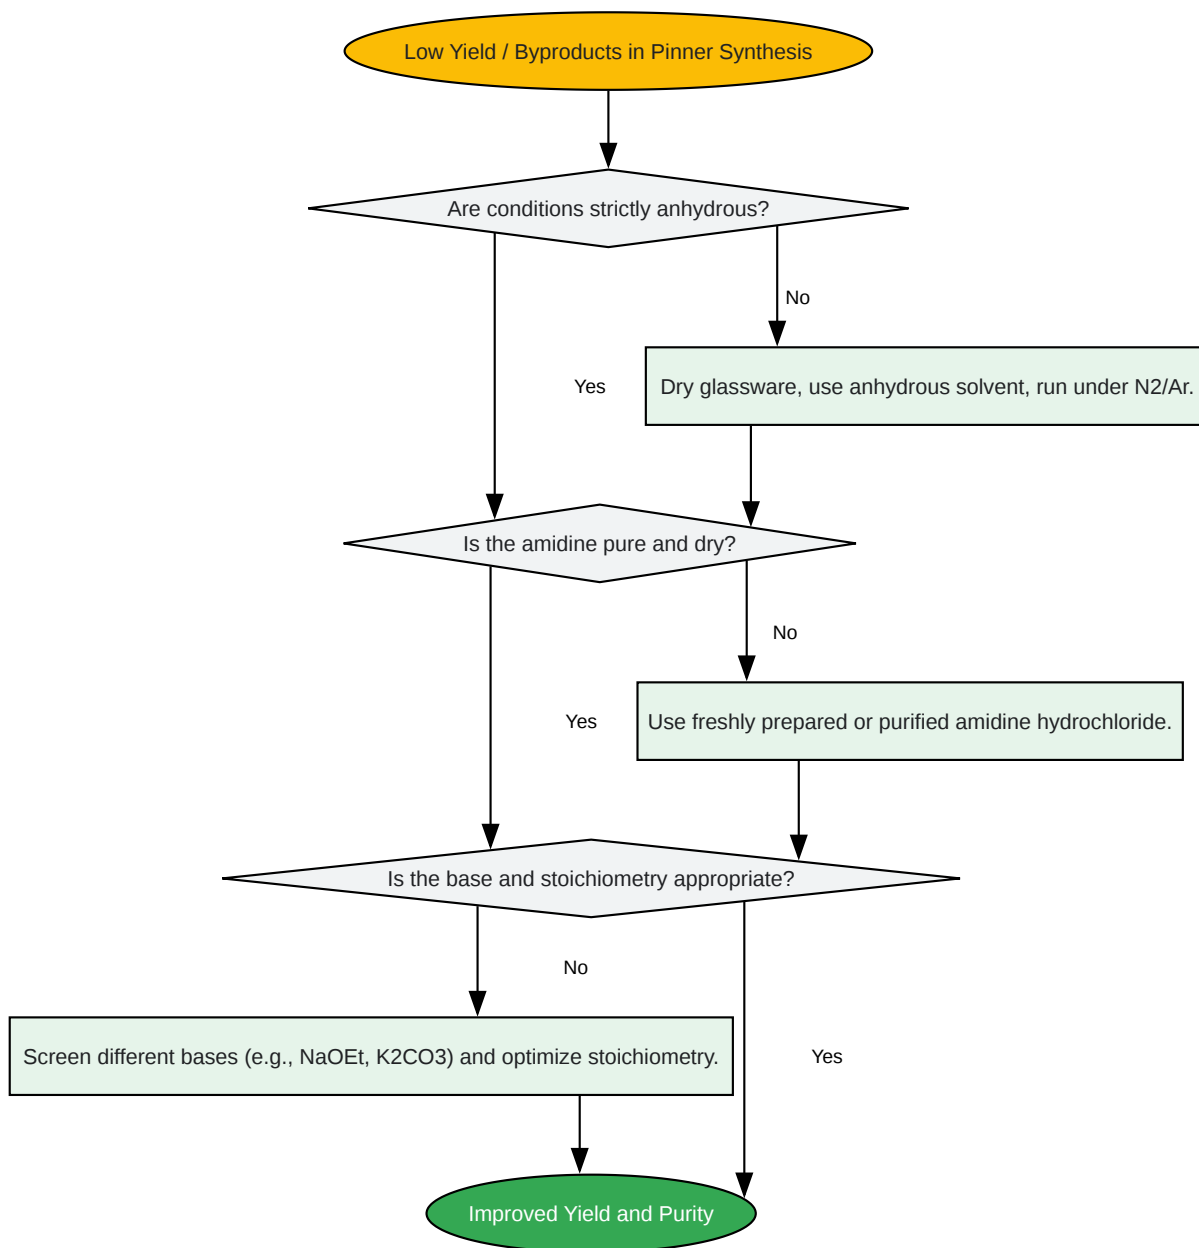 Low Yield / Byproducts in Pinner Synthesis
Are conditions strictly anhydrous?
No
Yes
Dry glassware, use anhydrous solvent, run under N2/Ar.
Is the amidine pure and dry?
No
Yes
Use freshly prepared or purified amidine hydrochloride.
Is the base and stoichiometry appropriate?
No
Screen different bases (e.g., NaOEt, K2CO3) and optimize stoichiometry.
Yes
Improved Yield and Purity